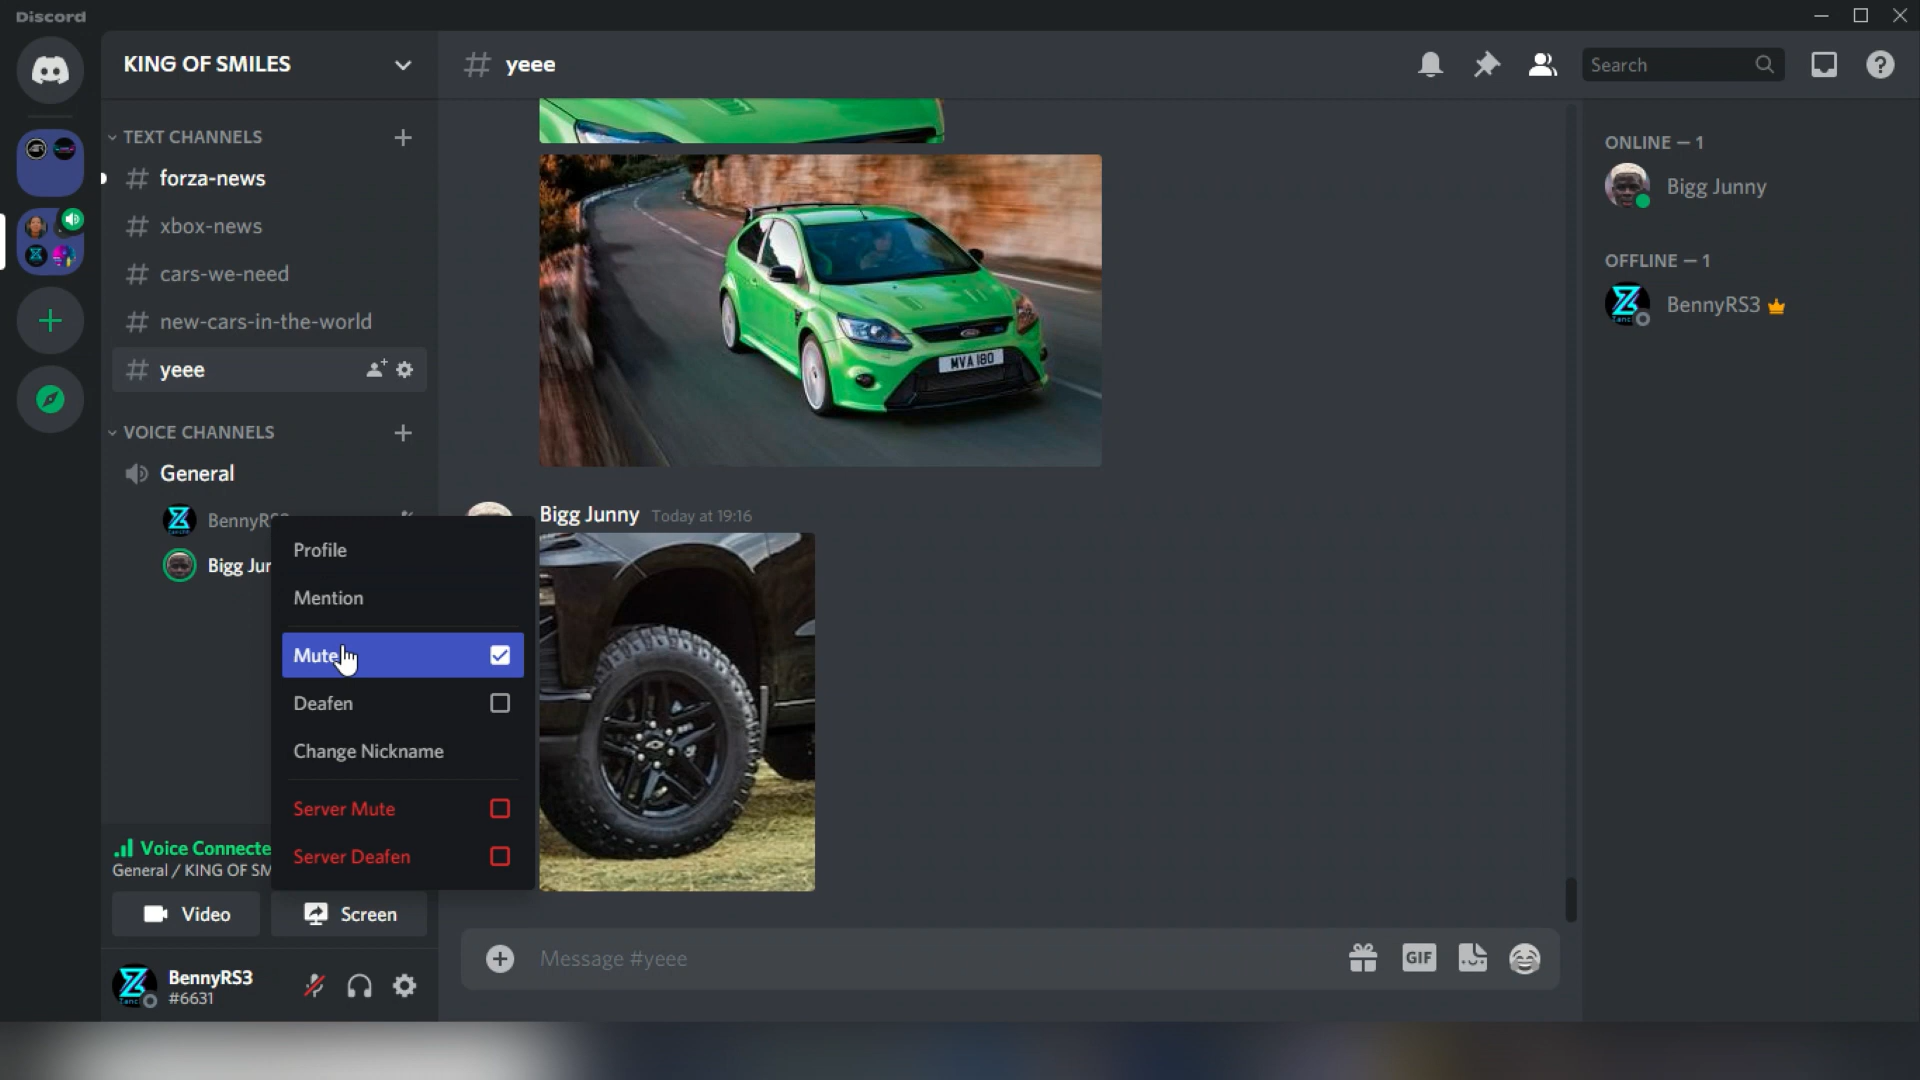 Discord
KING OF SMILES
# yeee
Search
TEXT CHANNELS
# forza-news
# xbox-news
# cars-we-need
# new-cars-in-the-world
# yeee
VOICE CHANNELS
General
BennyRS3
Bigg Jun
Profile
Mention
Mute
Deafen
Change Nickname
Server Mute
Server Deafen
Voice Connecte
General / KING OF SM
Video
Screen
BennyRS3
#6631
MVA 180
Bigg Junny Today at 19:16
Message #yeee
GIF
ONLINE — 1
Bigg Junny
OFFLINE — 1
BennyRS3